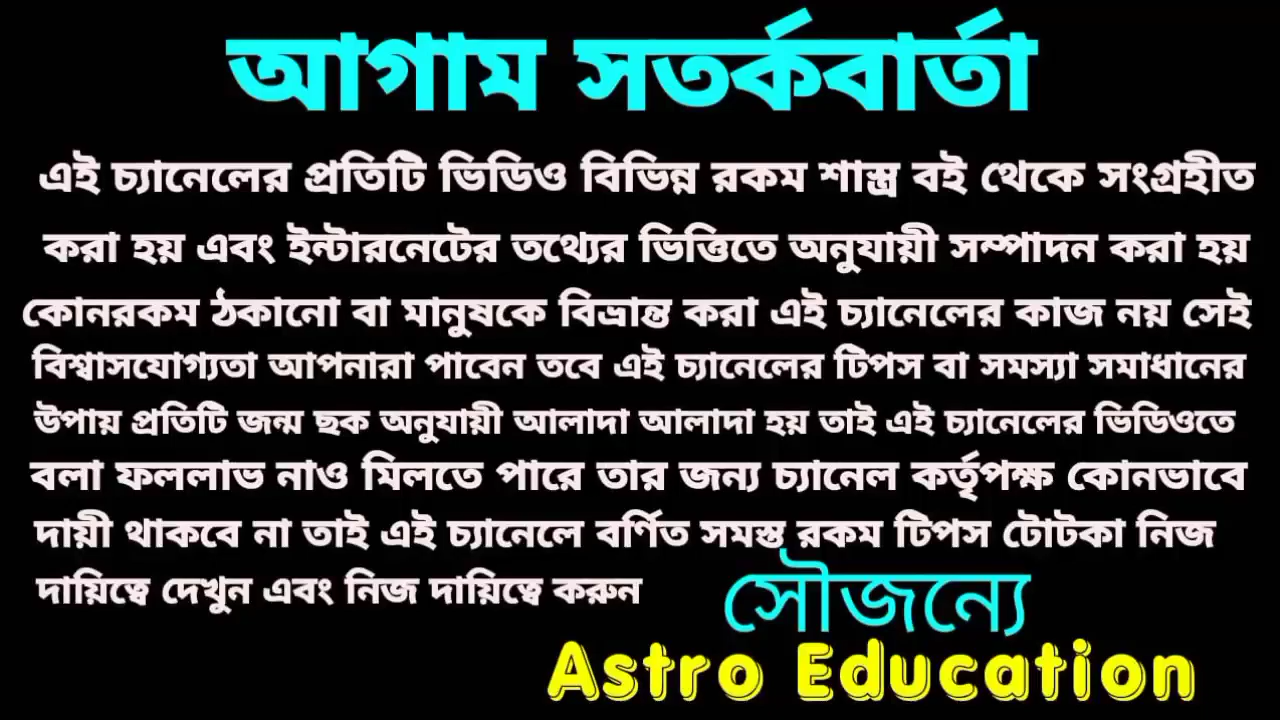 আগাম সতর্কবার্তা
এই চ্যানেলের প্রতিটি ভিডিও বিভিন্ন রকম শাস্ত্র বই থেকে সংগ্রহীত
করা হয় এবং ইন্টারনেটের তথ্যের ভিত্তিতে অনুযায়ী সম্পাদন করা হয়
কোনরকম ঠকানো বা মানুষকে বিভ্রান্ত করা এই চ্যানেলের কাজ নয় সেই
বিশ্বাসযোগ্যতা আপনারা পাবেন তবে এই চ্যানেলের টিপস বা সমস্যা সমাধানের
উপায় প্রতিটি জন্ম ছক অনুযায়ী আলাদা আলাদা হয় তাই এই চ্যানেলের ভিডিওতে
বলা ফললাভ নাও মিলতে পারে তার জন্য চ্যানেল কর্তৃপক্ষ কোনভাবে
দায়ী থাকবে না তাই এই চ্যানেলে বর্ণিত সমস্ত রকম টিপস টোটকা নিজ
দায়িত্বে দেখুন এবং নিজ দায়িত্বে করুন
সৌজন্যে
Astro Education